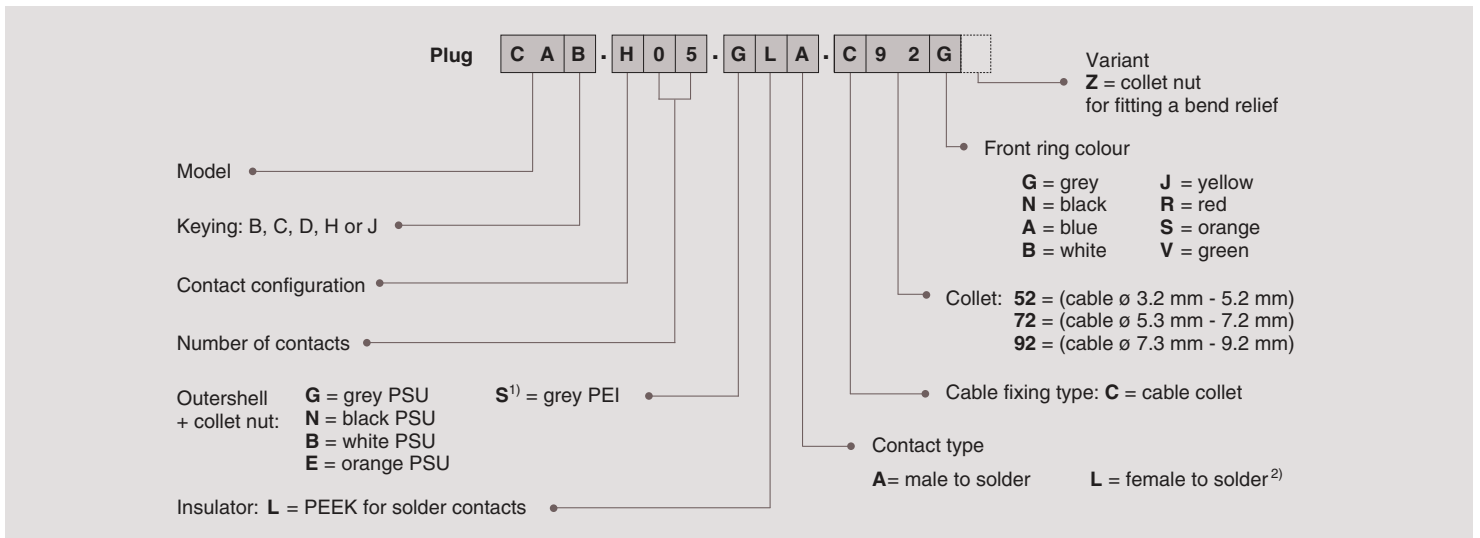 Plug C A B . H 0 5 . G L A . C 9 2 G
Variant
Z = collet nut
for fitting a bend relief
Front ring colour
G = grey J = yellow
N = black R = red
A = blue S = orange
B = white V = green
Model
Keying: B, C, D, H or J
Contact configuration
Collet: 52 = (cable ø 3.2 mm - 5.2 mm)
72 = (cable ø 5.3 mm - 7.2 mm)
92 = (cable ø 7.3 mm - 9.2 mm)
Number of contacts
Outershell
+ collet nut:
G = grey PSU S1) = grey PEI
N = black PSU
B = white PSU
E = orange PSU
Cable fixing type: C = cable collet
Contact type
A= male to solder L = female to solder 2)
Insulator: L = PEEK for solder contacts